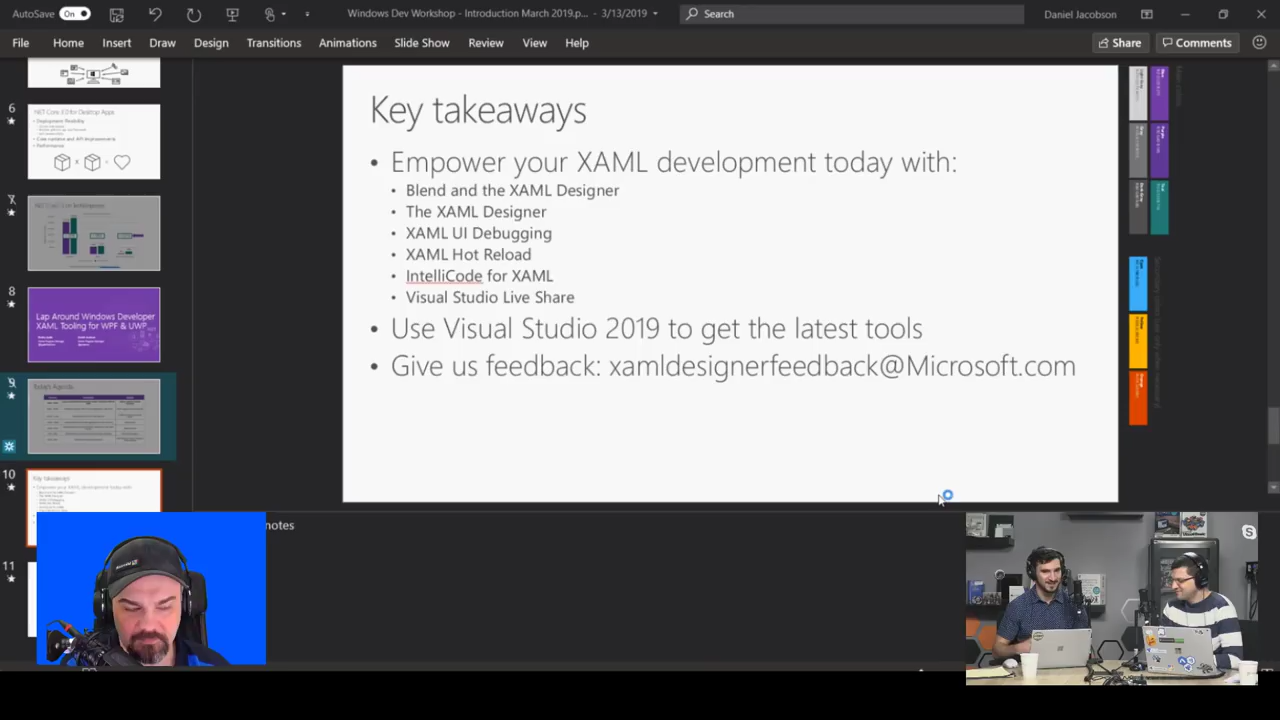 AutoSave On
Windows Dev Workshop - Introduction March 2019.p... - 3/13/2019
Search
Daniel Jacobson
File Home Insert Draw Design Transitions Animations Slide Show Review View Help
Share Comments
6
.NET Core 3.0 for Desktop Apps
7
8
Lap Around Windows Developer
XAML Tooling for WPF & UWP
9
Today's Agenda
10
Key takeaways
11
Key takeaways
• Empower your XAML development today with:
• Blend and the XAML Designer
• The XAML Designer
• XAML UI Debugging
• XAML Hot Reload
• IntelliCode for XAML
• Visual Studio Live Share
• Use Visual Studio 2019 to get the latest tools
• Give us feedback: xamldesignerfeedback@Microsoft.com
notes